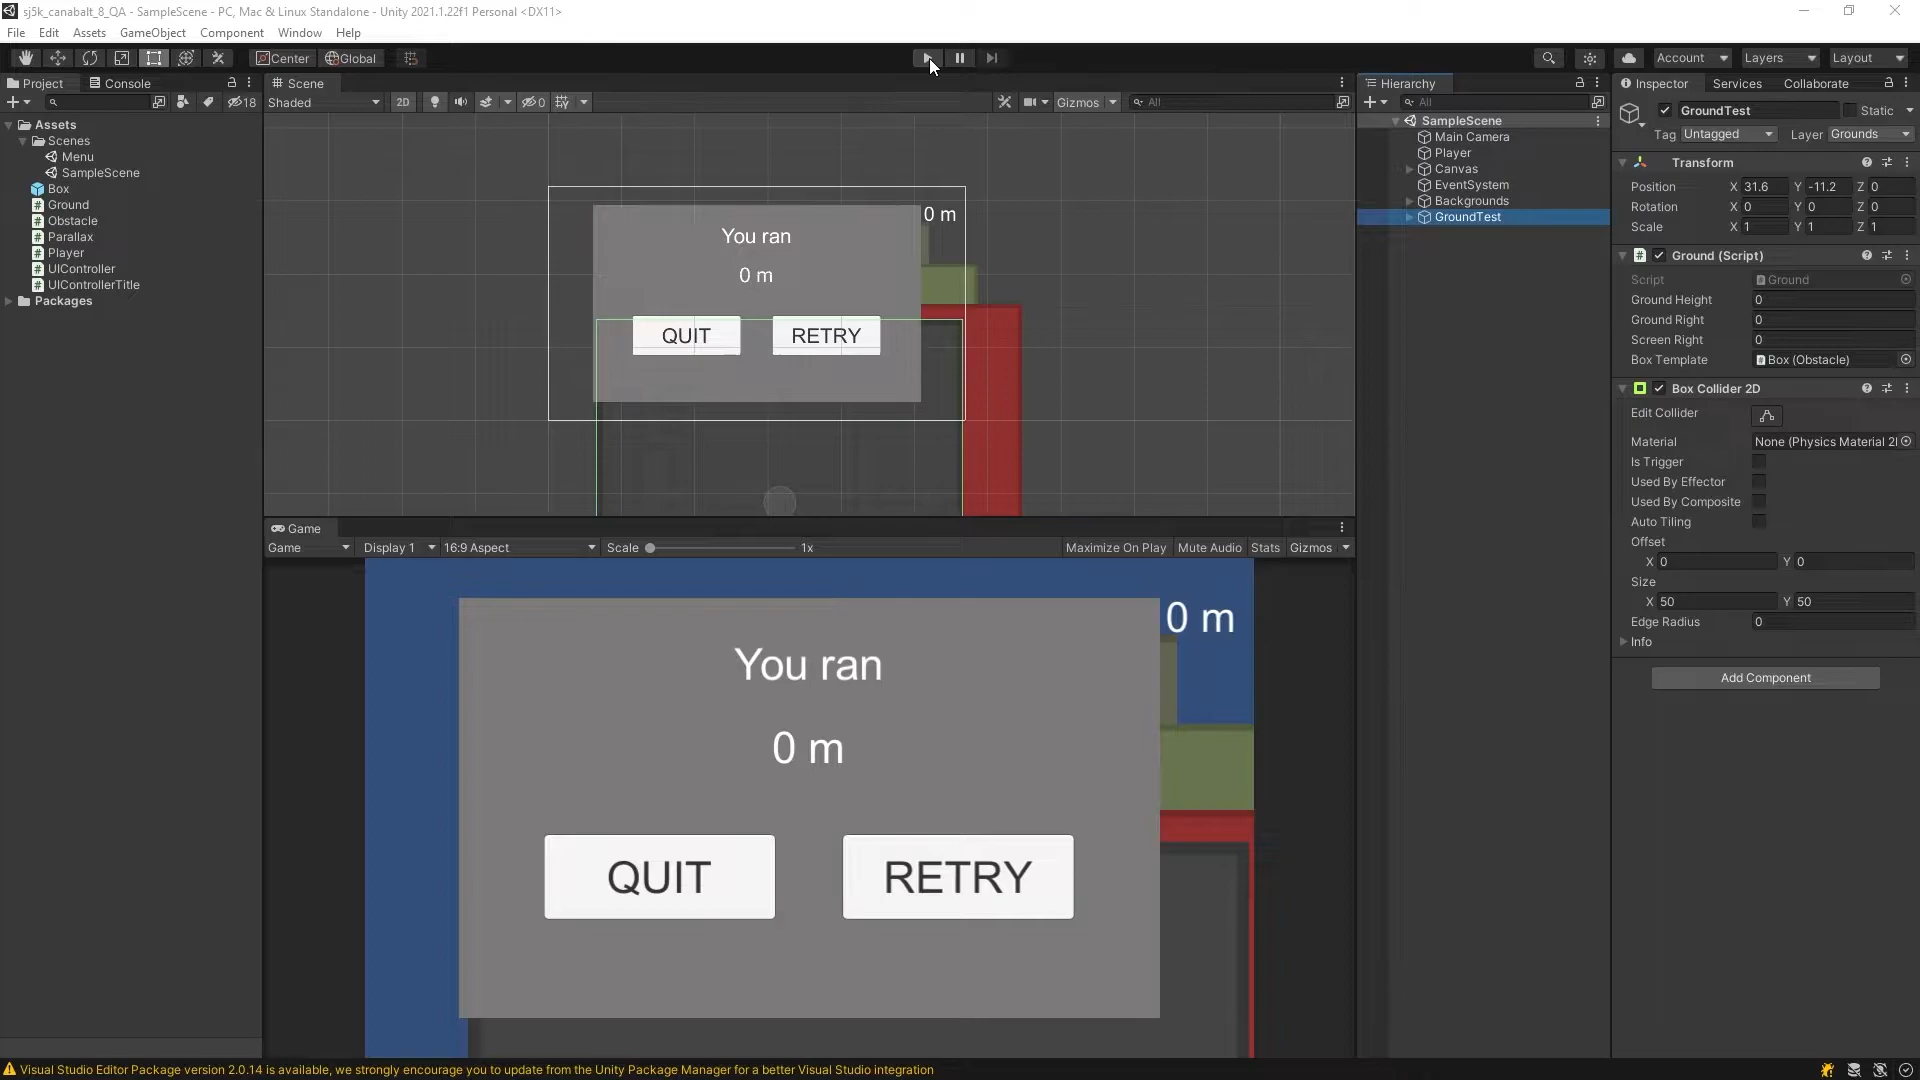 sj5k_canabalt_8_QA - SampleScene - PC, Mac & Linux Standalone - Unity 2021.1.22f1 Personal <DX11>
File Edit Assets GameObject Component Window Help
Center Global Account Layers Layout
Project Console
18
Assets
Scenes
Menu
SampleScene
Box
Ground
Obstacle
Parallax
Player
UIController
UIControllerTitle
Packages
Scene
Shaded 2D 0 Gizmos All
0 m
You ran
0 m
QUIT RETRY
Game
Game Display 1 16:9 Aspect Scale 1x Maximize On Play Mute Audio Stats Gizmos
0 m
You ran
0 m
QUIT RETRY
Hierarchy
All
SampleScene
Main Camera
Player
Canvas
EventSystem
Backgrounds
GroundTest
Inspector Services Collaborate
GroundTest Static
Tag Untagged Layer Grounds
Transform
Position X 31.6 Y -11.2 Z 0
Rotation X 0 Y 0 Z 0
Scale X 1 Y 1 Z 1
Ground (Script)
Script Ground
Ground Height 0
Ground Right 0
Screen Right 0
Box Template Box (Obstacle)
Box Collider 2D
Edit Collider
Material None (Physics Material 2
Is Trigger
Used By Effector
Used By Composite
Auto Tiling
Offset
X 0 Y 0
Size
X 50 Y 50
Edge Radius 0
Info
Add Component
Visual Studio Editor Package version 2.0.14 is available, we strongly encourage you to update from the Unity Package Manager for a better Visual Studio integration